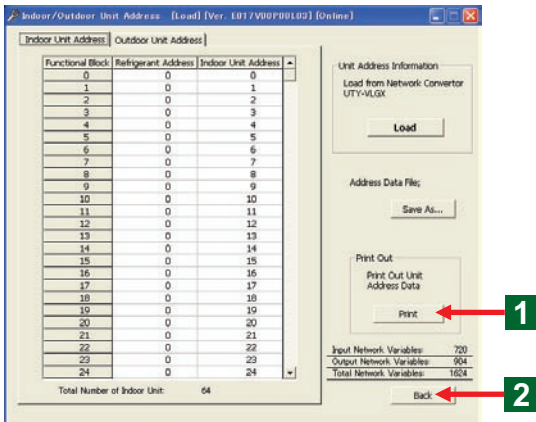 Indoor/Outdoor Unit Address [Load] [Ver. E017V00P00L03] [Online]
Indoor Unit Address Outdoor Unit Address
Functional Block Refrigerant Address Indoor Unit Address
0 0 0
1 0 1
2 0 2
3 0 3
4 0 4
5 0 5
6 0 6
7 0 7
8 0 8
9 0 9
10 0 10
11 0 11
12 0 12
13 0 13
14 0 14
15 0 15
16 0 16
17 0 17
18 0 18
19 0 19
20 0 20
21 0 21
22 0 22
23 0 23
24 0 24
Total Number of Indoor Unit: 64
Unit Address Information
Load from Network Convertor
UTY-VLGX
Load
Address Data File;
Save As...
Print Out
Print Out Unit
Address Data
Print
1
Input Network Variables: 720
Output Network Variables: 904
Total Network Variables: 1624
Back
2